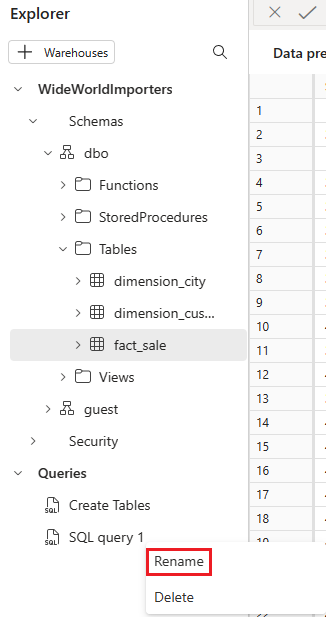 Explorer
+ Warehouses
Data pre
WideWorldImporters
Schemas
dbo
Functions
StoredProcedures
Tables
dimension_city
dimension_cus...
fact_sale
Views
guest
Security
Queries
Create Tables
SQL
SQL query 1
SQL
Rename
Delete
1
2
3
4
5
6
7
8
9
10
11
12
13
14
15
16
17
18